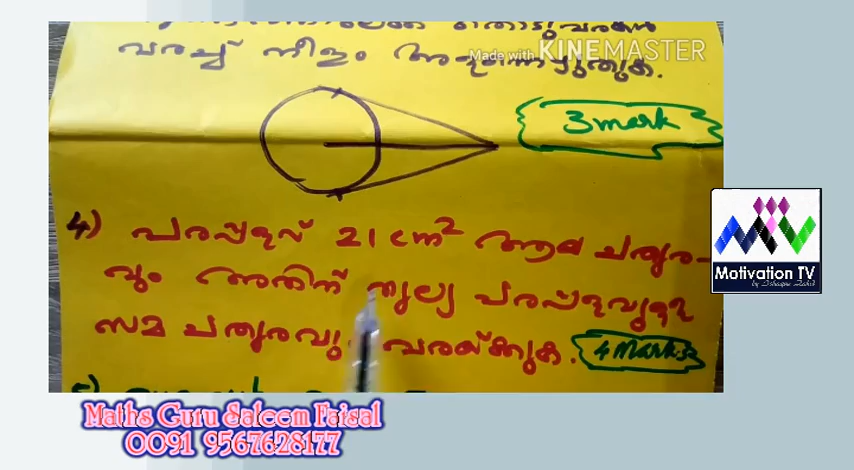 തൊടുവരകൾ
വരച്ച് നീളം അളന്നെഴുതുക.
Made with KINEMASTER
3 mark
4) പരപ്പളവ് 21 cm² ആയ ചതുര-
വും അതിന് തുല്യ പരപ്പളവുള്ള
സമ ചതുരവും വരയ്ക്കുക. 4 Marks
Motivation TV
Maths Guru Saleem Faisal
0091 9567628177